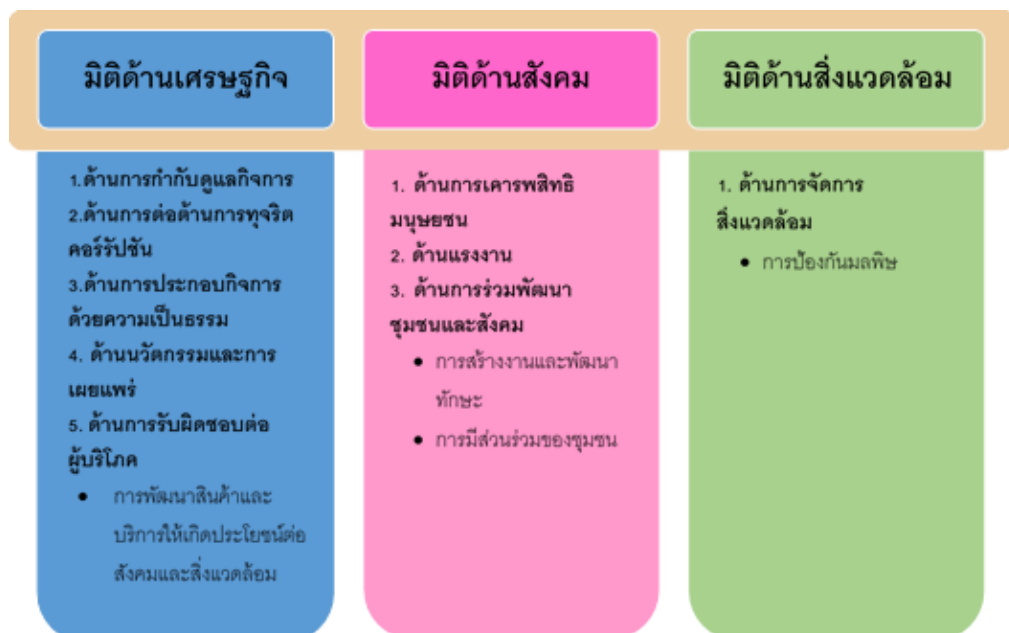 มิติด้านเศรษฐกิจ
1.ด้านการกำกับดูแลกิจการ
2.ด้านการต่อต้านการทุจริต
คอร์รัปชัน
3.ด้านการประกอบกิจการ
ด้วยความเป็นธรรม
4. ด้านนวัตกรรมและการ
เผยแพร่
5. ด้านการรับผิดชอบต่อ
ผู้บริโภค
• การพัฒนาสินค้าและ
บริการให้เกิดประโยชน์ต่อ
สังคมและสิ่งแวดล้อม
มิติด้านสังคม
1. ด้านการเคารพสิทธิ
มนุษยชน
2. ด้านแรงงาน
3. ด้านการร่วมพัฒนา
ชุมชนและสังคม
• การสร้างงานและพัฒนา
ทักษะ
• การมีส่วนร่วมของชุมชน
มิติด้านสิ่งแวดล้อม
1. ด้านการจัดการ
สิ่งแวดล้อม
• การป้องกันมลพิษ